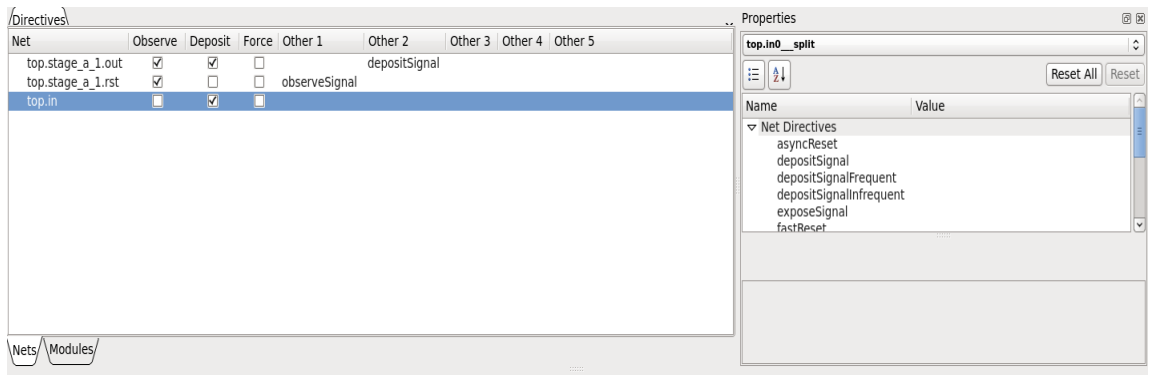 Directives
Net Observe Deposit Force Other 1 Other 2 Other 3 Other 4 Other 5
top.stage_a_1.out depositSignal
top.stage_a_1.rst observeSignal
top.in
Nets Modules
Properties
top.in0__split
A Z Reset All Reset
Name Value
Net Directives
asyncReset
depositSignal
depositSignalFrequent
depositSignalInfrequent
exposeSignal
fastReset